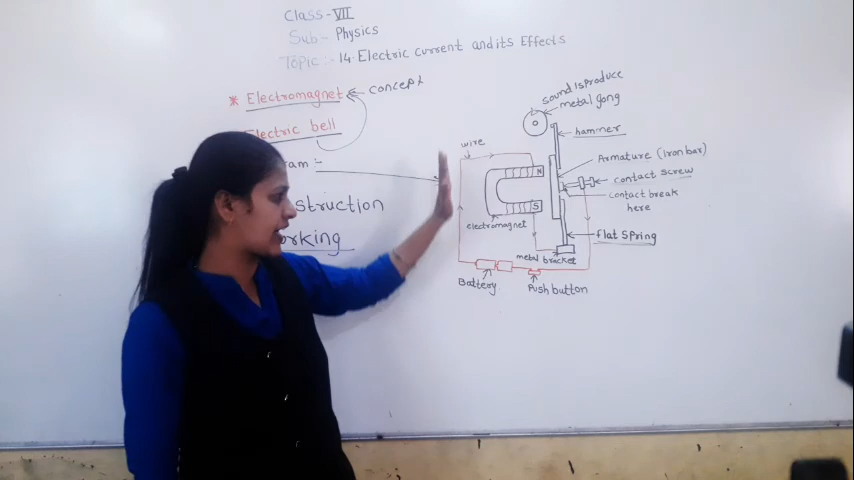 Class - VII
Sub - Physics
Topic :- 14. Electric current and its Effects
* Electromagnet ← concept
Electric bell
ram :-
struction
orking
sound is produce
metal gong
hammer
wire
Armature (Iron bar)
contact screw
contact break
here
N
S
electromagnet
flat spring
metal bracket
Battery
Push button